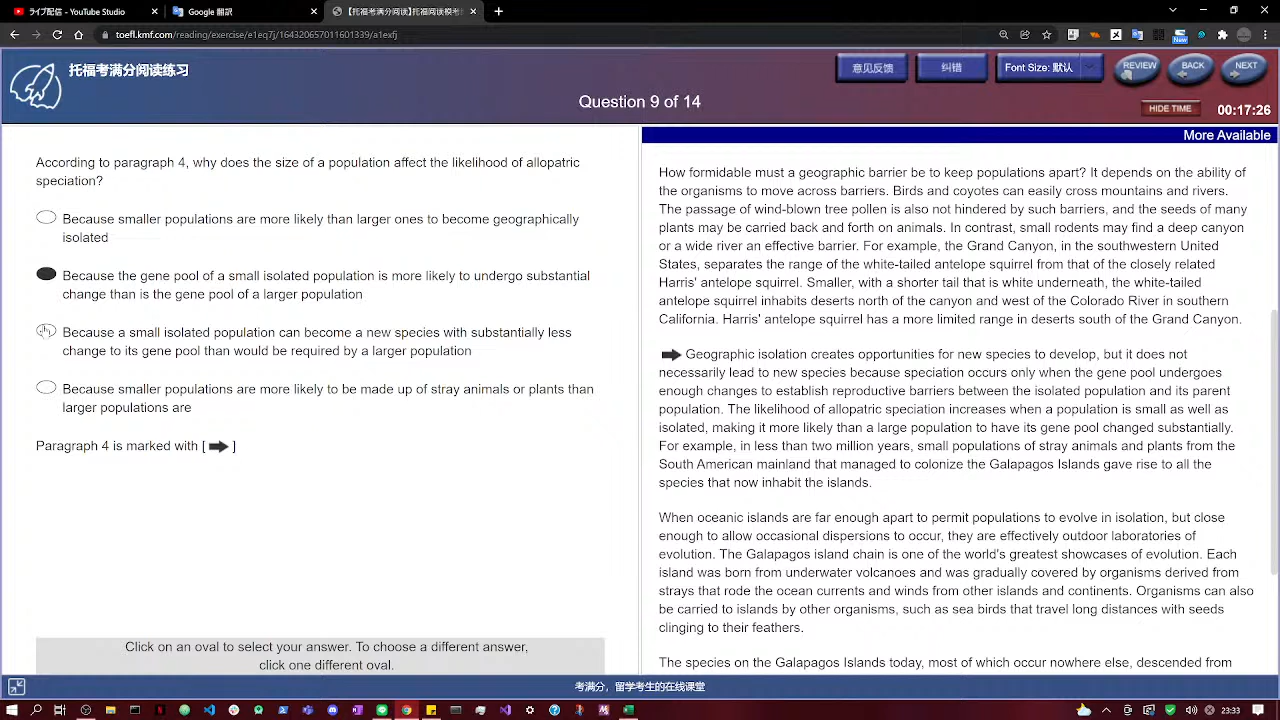 ライブ配信 - YouTube Studio
Google 翻訳
【托福考满分阅读】托福阅读模考
toefl.kmf.com/reading/exercise/e1eq7j/164320657011601339/a1exfj
托福考满分阅读练习
意见反馈
纠错
Font Size: 默认
REVIEW
BACK
NEXT
Question 9 of 14
HIDE TIME
00:17:26
More Available
According to paragraph 4, why does the size of a population affect the likelihood of allopatric
speciation?
Because smaller populations are more likely than larger ones to become geographically
isolated
Because the gene pool of a small isolated population is more likely to undergo substantial
change than is the gene pool of a larger population
Because a small isolated population can become a new species with substantially less
change to its gene pool than would be required by a larger population
Because smaller populations are more likely to be made up of stray animals or plants than
larger populations are
Paragraph 4 is marked with [ ➡ ]
Click on an oval to select your answer. To choose a different answer,
click one different oval.
How formidable must a geographic barrier be to keep populations apart? It depends on the ability of
the organisms to move across barriers. Birds and coyotes can easily cross mountains and rivers.
The passage of wind-blown tree pollen is also not hindered by such barriers, and the seeds of many
plants may be carried back and forth on animals. In contrast, small rodents may find a deep canyon
or a wide river an effective barrier. For example, the Grand Canyon, in the southwestern United
States, separates the range of the white-tailed antelope squirrel from that of the closely related
Harris' antelope squirrel. Smaller, with a shorter tail that is white underneath, the white-tailed
antelope squirrel inhabits deserts north of the canyon and west of the Colorado River in southern
California. Harris' antelope squirrel has a more limited range in deserts south of the Grand Canyon.
➡ Geographic isolation creates opportunities for new species to develop, but it does not
necessarily lead to new species because speciation occurs only when the gene pool undergoes
enough changes to establish reproductive barriers between the isolated population and its parent
population. The likelihood of allopatric speciation increases when a population is small as well as
isolated, making it more likely than a large population to have its gene pool changed substantially.
For example, in less than two million years, small populations of stray animals and plants from the
South American mainland that managed to colonize the Galapagos Islands gave rise to all the
species that now inhabit the islands.
When oceanic islands are far enough apart to permit populations to evolve in isolation, but close
enough to allow occasional dispersions to occur, they are effectively outdoor laboratories of
evolution. The Galapagos island chain is one of the world's greatest showcases of evolution. Each
island was born from underwater volcanoes and was gradually covered by organisms derived from
strays that rode the ocean currents and winds from other islands and continents. Organisms can also
be carried to islands by other organisms, such as sea birds that travel long distances with seeds
clinging to their feathers.
The species on the Galapagos Islands today, most of which occur nowhere else, descended from
考满分，留学考生的在线课堂
23:33